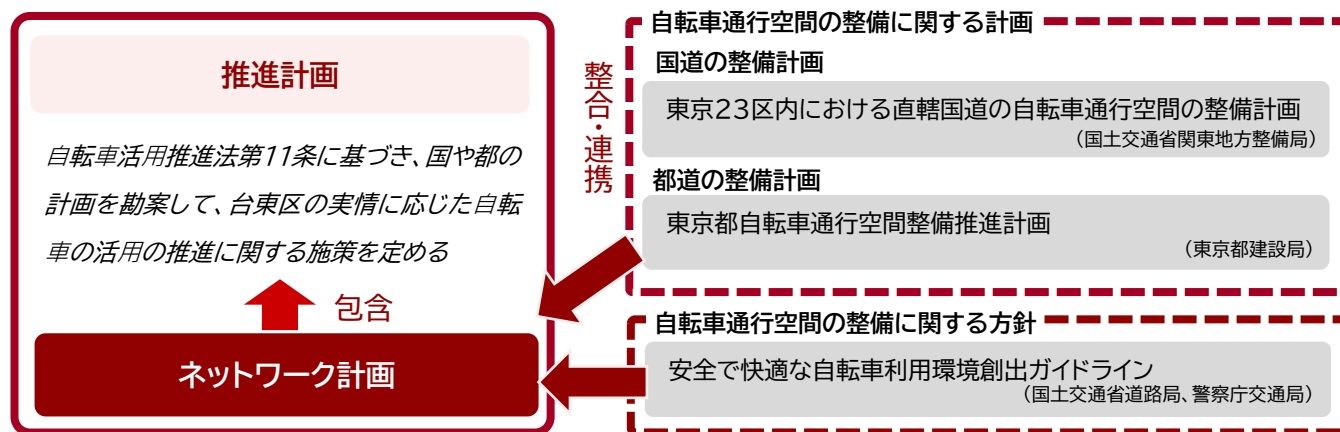 推進計画
自転車活用推進法第11条に基づき、国や都の
計画を勘案して、台東区の実情に応じた自転
車の活用の推進に関する施策を定める
包含
ネットワーク計画
整合・連携
自転車通行空間の整備に関する計画
国道の整備計画
東京23区内における直轄国道の自転車通行空間の整備計画
(国土交通省関東地方整備局)
都道の整備計画
東京都自転車通行空間整備推進計画
(東京都建設局)
自転車通行空間の整備に関する方針
安全で快適な自転車利用環境創出ガイドライン
(国土交通省道路局、警察庁交通局)